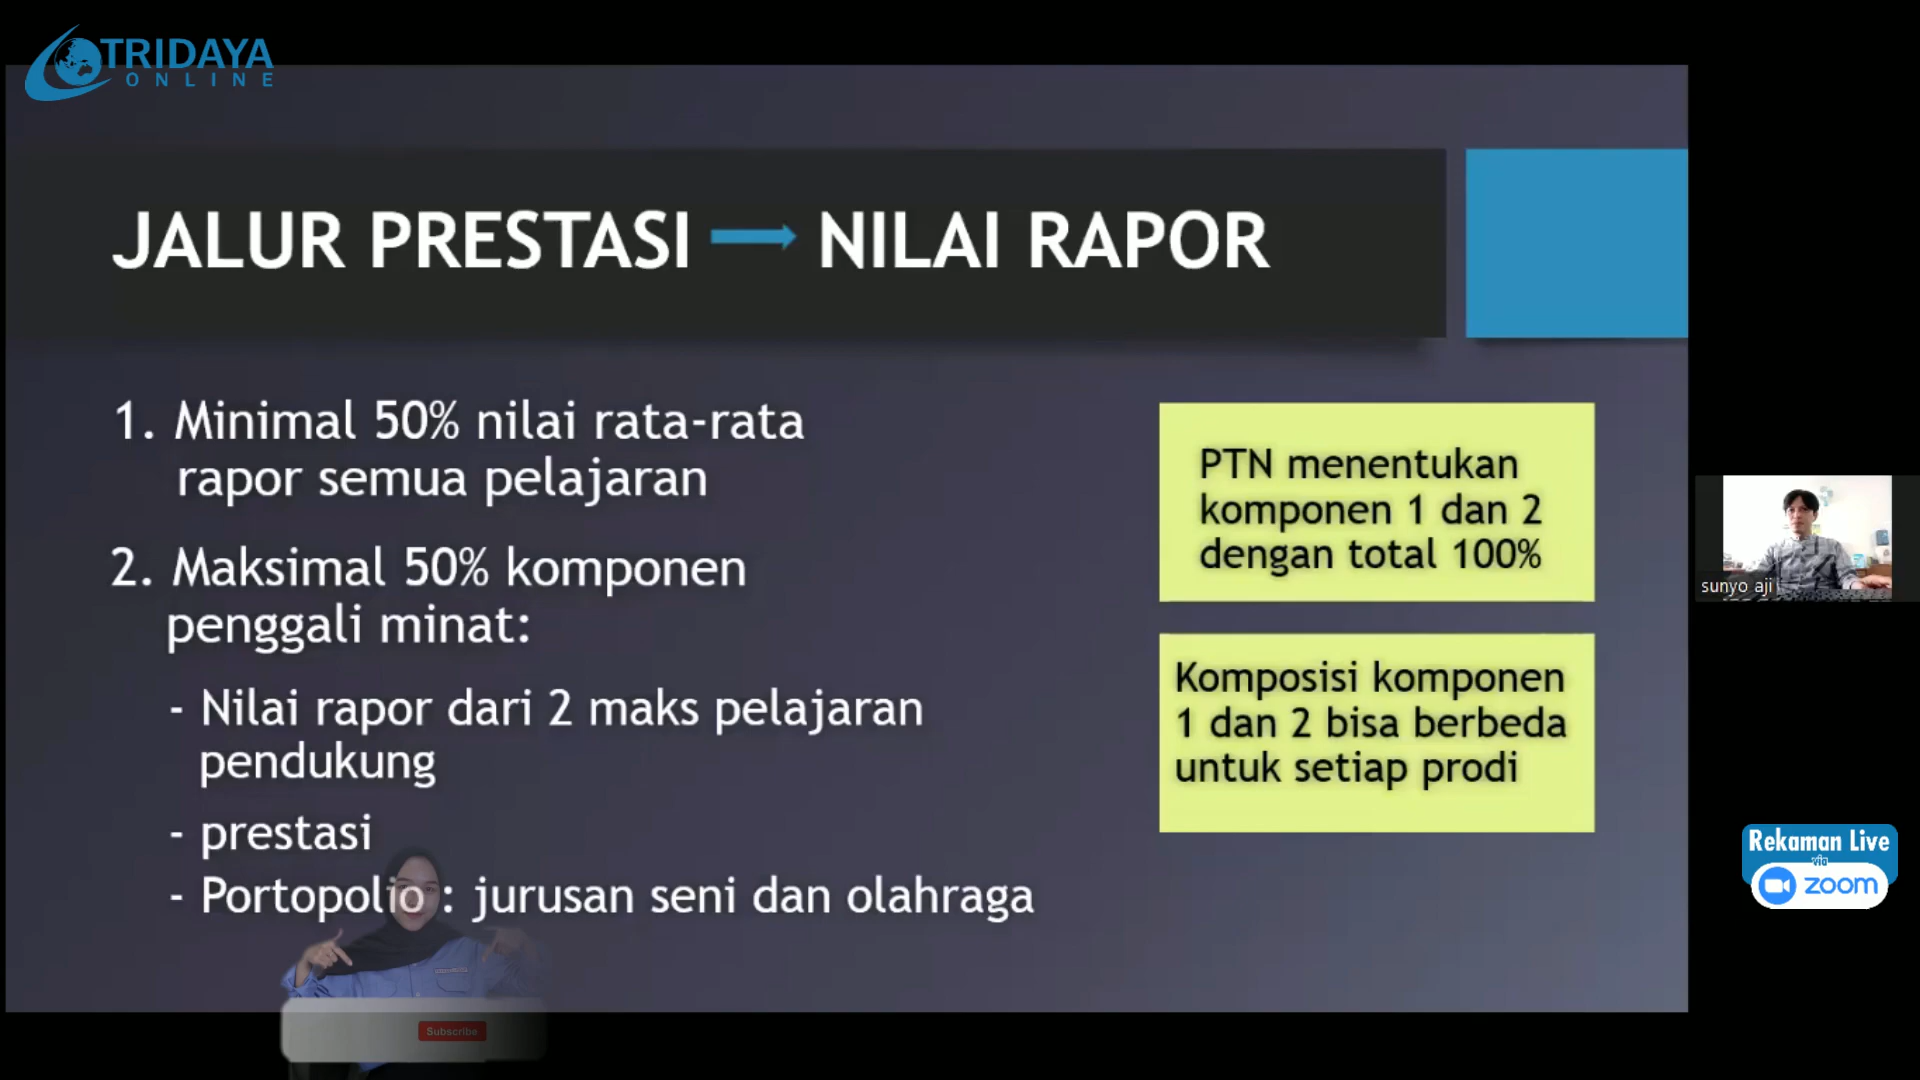 TRIDAYA
ONLINE
JALUR PRESTASI → NILAI RAPOR
1. Minimal 50% nilai rata-rata
rapor semua pelajaran
2. Maksimal 50% komponen
penggali minat:
- Nilai rapor dari 2 maks pelajaran
pendukung
- prestasi
- Portopolio : jurusan seni dan olahraga
PTN menentukan
komponen 1 dan 2
dengan total 100%
Komposisi komponen
1 dan 2 bisa berbeda
untuk setiap prodi
sunyo aji
Rekaman Live
via
zoom
Subscribe